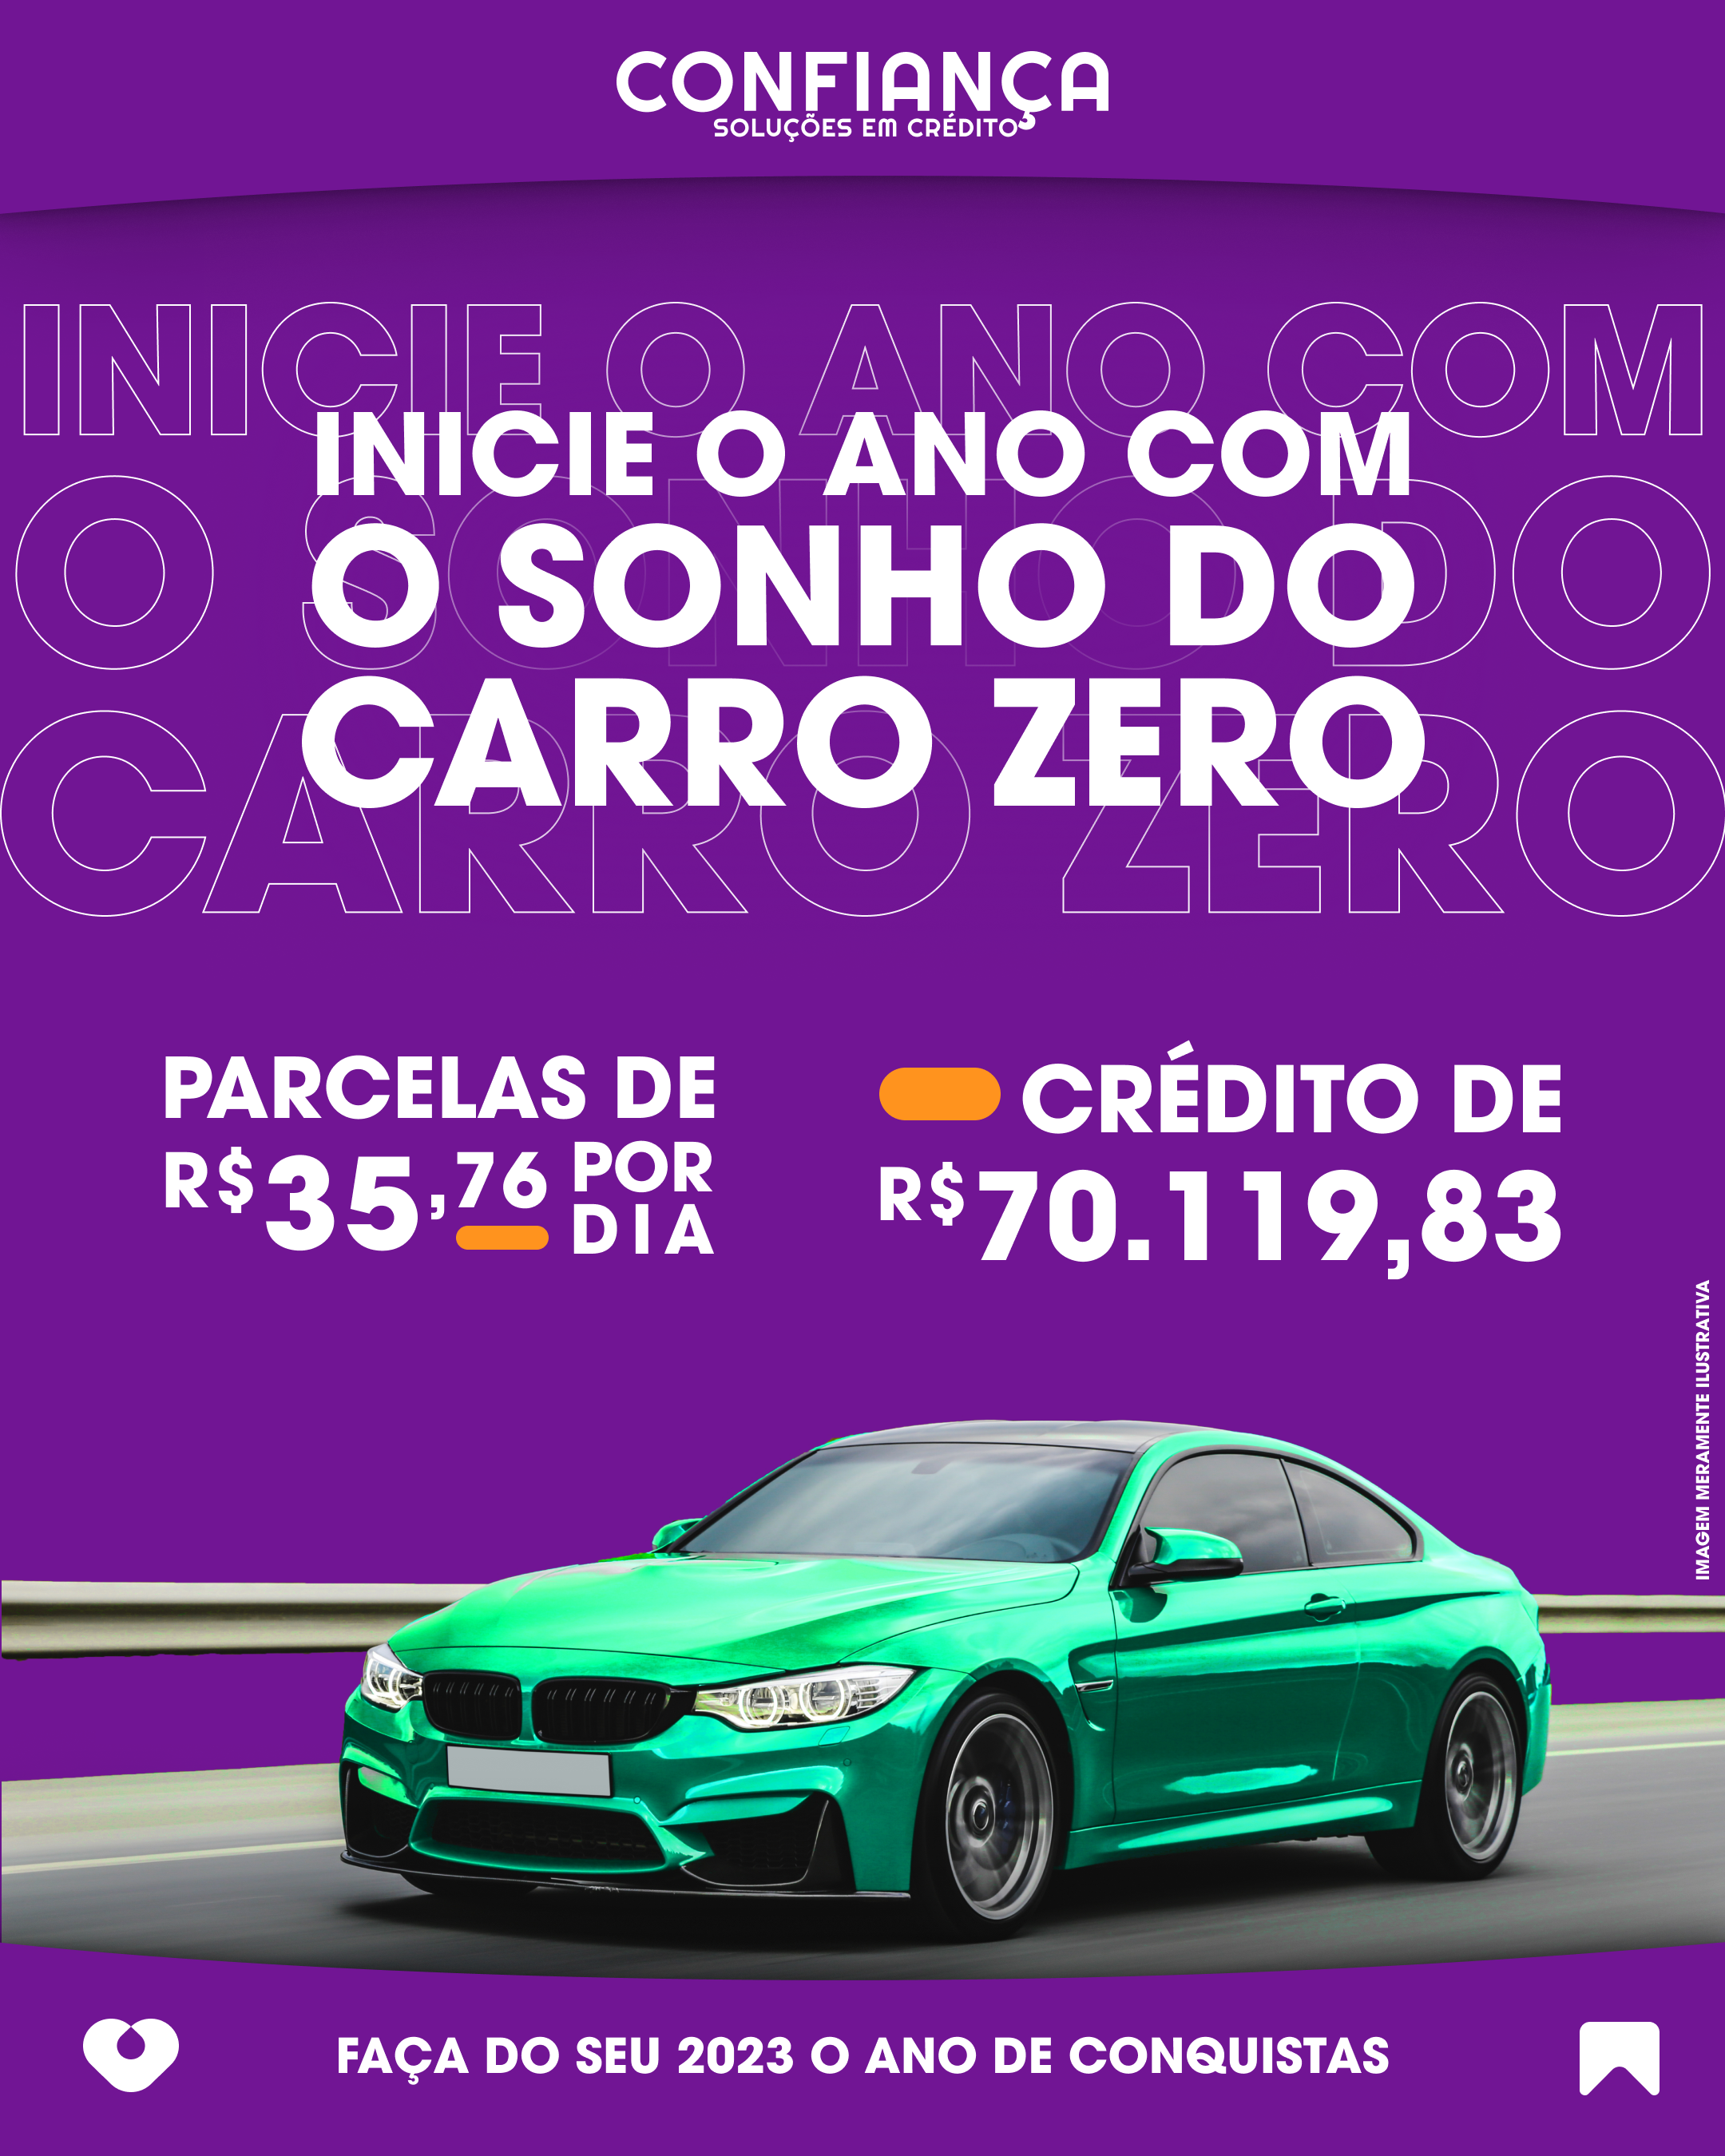 CONFIANÇA
SOLUÇÕES EM CRÉDITO
INICIE O ANO COM
O SONHO DO
CARRO ZERO
INICIE O ANO COM
O SONHO DO
CARRO ZERO
PARCELAS DE
R$35,76 POR DIA
CRÉDITO DE
R$70.119,83
IMAGEM MERAMENTE ILUSTRATIVA
FAÇA DO SEU 2023 O ANO DE CONQUISTAS